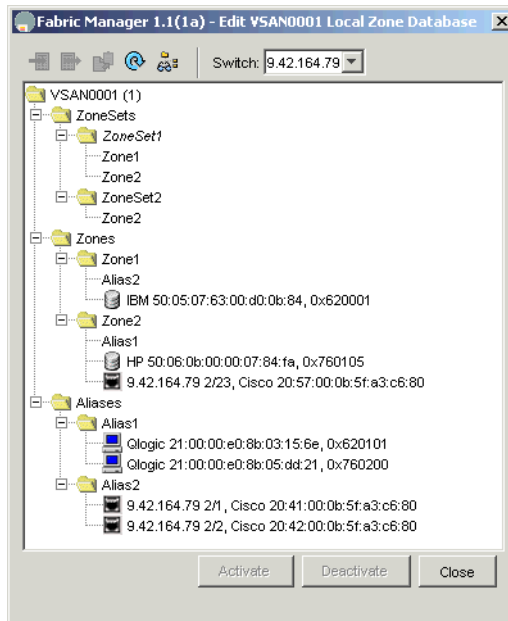 Fabric Manager 1.1(1a) - Edit VSAN0001 Local Zone Database
Switch: 9.42.164.79
VSAN0001 (1)
ZoneSets
ZoneSet1
Zone1
Zone2
ZoneSet2
Zone2
Zones
Zone1
Alias2
IBM 50:05:07:63:00:d0:0b:84, 0x620001
Zone2
Alias1
HP 50:06:0b:00:00:07:84:fa, 0x760105
9.42.164.79 2/23, Cisco 20:57:00:0b:5f:a3:c6:80
Aliases
Alias1
Qlogic 21:00:00:e0:8b:03:15:6e, 0x620101
Qlogic 21:00:00:e0:8b:05:dd:21, 0x760200
Alias2
9.42.164.79 2/1, Cisco 20:41:00:0b:5f:a3:c6:80
9.42.164.79 2/2, Cisco 20:42:00:0b:5f:a3:c6:80
Activate Deactivate Close